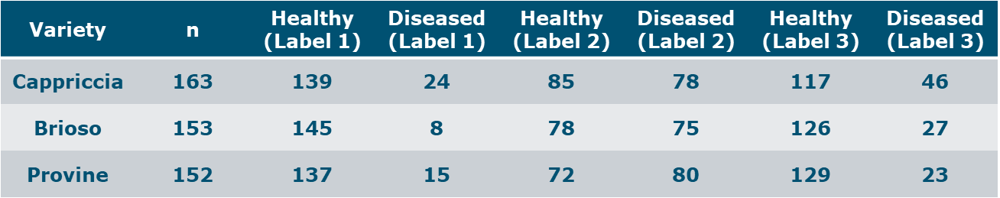 Variety n Healthy (Label 1) Diseased (Label 1) Healthy (Label 2) Diseased (Label 2) Healthy (Label 3) Diseased (Label 3)
Cappriccia 163 139 24 85 78 117 46
Brioso 153 145 8 78 75 126 27
Provine 152 137 15 72 80 129 23